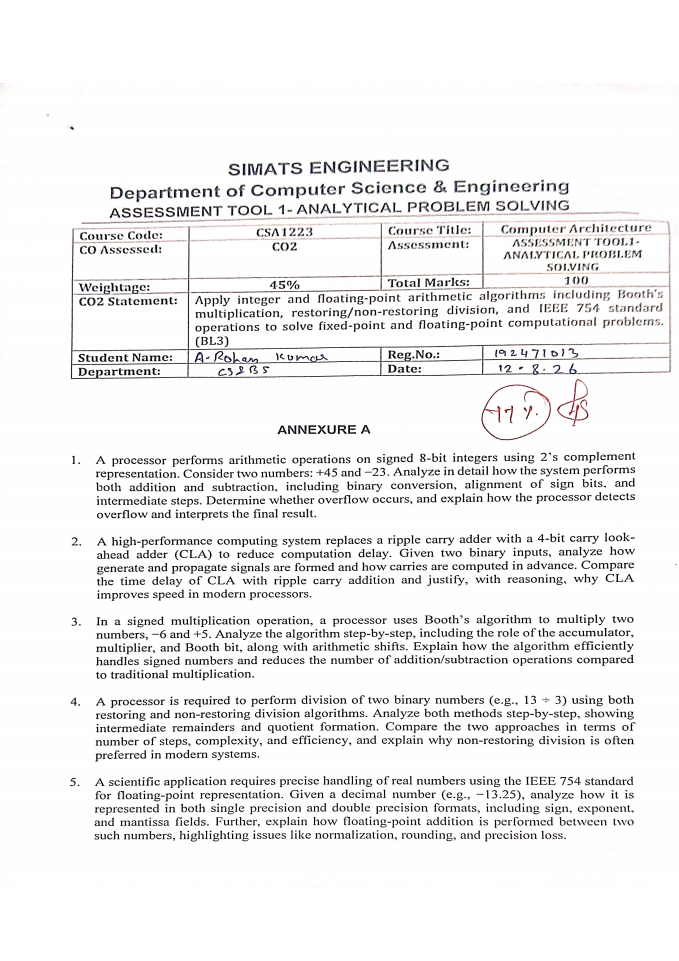 SIMATS ENGINEERING
Department of Computer Science & Engineering
ASSESSMENT TOOL 1- ANALYTICAL PROBLEM SOLVING
Course Code: CSA1223 Course Title: Computer Architecture
CO Assessed: CO2 Assessment: ASSESSMENT TOOL1-
ANALYTICAL PROBLEM
SOLVING
Weightage: 45% Total Marks: 100
CO2 Statement: Apply integer and floating-point arithmetic algorithms including Booth's
multiplication, restoring/non-restoring division, and IEEE 754 standard
operations to solve fixed-point and floating-point computational problems.
(BL3)
Student Name: A-Rohan Kumar Reg.No.: 192471013
Department: CS&BS Date: 12-8-26
ANNEXURE A
1. A processor performs arithmetic operations on signed 8-bit integers using 2's complement
representation. Consider two numbers: +45 and −23. Analyze in detail how the system performs
both addition and subtraction, including binary conversion, alignment of sign bits, and
intermediate steps. Determine whether overflow occurs, and explain how the processor detects
overflow and interprets the final result.
2. A high-performance computing system replaces a ripple carry adder with a 4-bit carry look-
ahead adder (CLA) to reduce computation delay. Given two binary inputs, analyze how
generate and propagate signals are formed and how carries are computed in advance. Compare
the time delay of CLA with ripple carry addition and justify, with reasoning, why CLA
improves speed in modern processors.
3. In a signed multiplication operation, a processor uses Booth's algorithm to multiply two
numbers, −6 and +5. Analyze the algorithm step-by-step, including the role of the accumulator,
multiplier, and Booth bit, along with arithmetic shifts. Explain how the algorithm efficiently
handles signed numbers and reduces the number of addition/subtraction operations compared
to traditional multiplication.
4. A processor is required to perform division of two binary numbers (e.g., 13 ÷ 3) using both
restoring and non-restoring division algorithms. Analyze both methods step-by-step, showing
intermediate remainders and quotient formation. Compare the two approaches in terms of
number of steps, complexity, and efficiency, and explain why non-restoring division is often
preferred in modern systems.
5. A scientific application requires precise handling of real numbers using the IEEE 754 standard
for floating-point representation. Given a decimal number (e.g., −13.25), analyze how it is
represented in both single precision and double precision formats, including sign, exponent,
and mantissa fields. Further, explain how floating-point addition is performed between two
such numbers, highlighting issues like normalization, rounding, and precision loss.